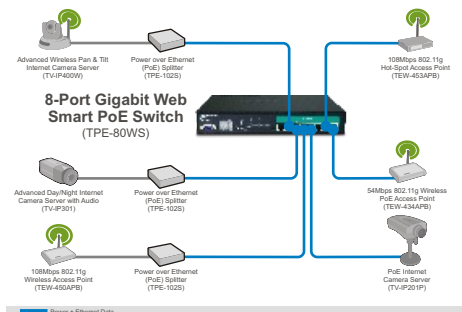 Advanced Wireless Pan & Tilt
Internet Camera Server
(TV-IP400W)
Power over Ethernet
(PoE) Splitter
(TPE-102S)
108Mbps 802.11g
Hot-Spot Access Point
(TEW-453APB)
8-Port Gigabit Web
Smart PoE Switch
(TPE-80WS)
Advanced Day/Night Internet
Camera Server with Audio
(TV-IP301)
Power over Ethernet
(PoE) Splitter
(TPE-102S)
54Mbps 802.11g Wireless
PoE Access Point
(TEW-434APB)
108Mbps 802.11g
Wireless Access Point
(TEW-450APB)
Power over Ethernet
(PoE) Splitter
(TPE-102S)
PoE Internet
Camera Server
(TV-IP201P)
Power + Ethernet Data